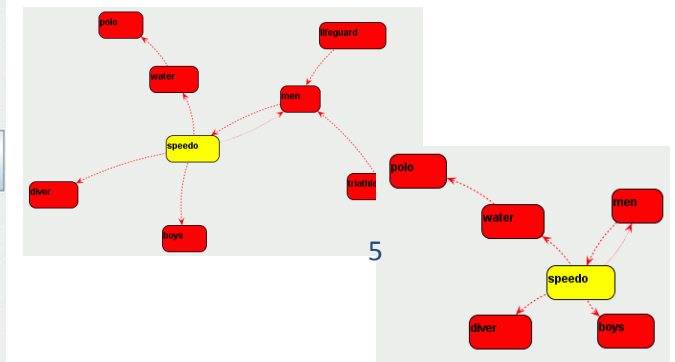 polo
lifeguard
water
men
speedo
diver
boys
5
polo
men
water
speedo
diver
boys